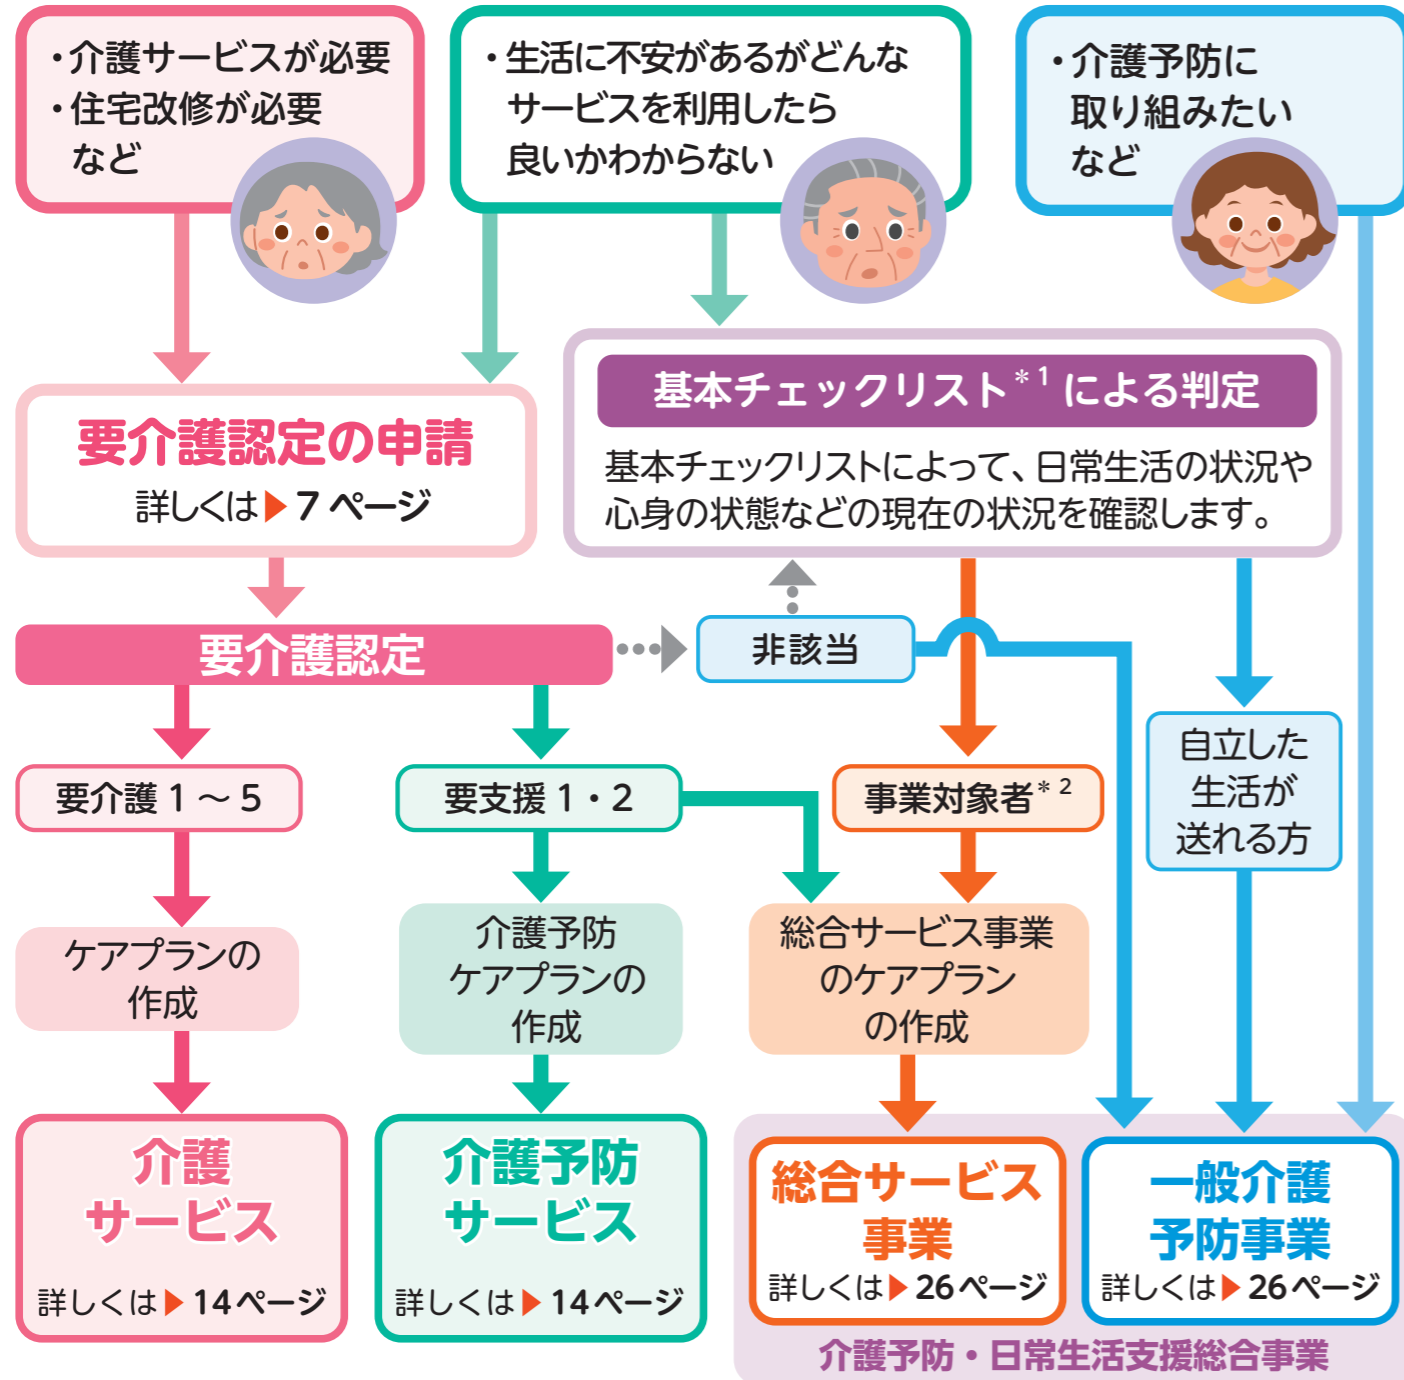 ・介護サービスが必要
・住宅改修が必要
など
・生活に不安があるがどんな
サービスを利用したら
良いかわからない
・介護予防に
取り組みたい
など
基本チェックリスト＊1 による判定
基本チェックリストによって、日常生活の状況や
心身の状態などの現在の状況を確認します。
要介護認定の申請
詳しくは▶7 ページ
要介護認定
非該当
要介護 1 〜 5
要支援 1・2
事業対象者＊2
自立した
生活が
送れる方
ケアプランの
作成
介護予防
ケアプランの
作成
総合サービス事業
のケアプラン
の作成
介護
サービス
詳しくは▶14ページ
介護予防
サービス
詳しくは▶14ページ
総合サービス
事業
詳しくは▶26ページ
一般介護
予防事業
詳しくは▶26ページ
介護予防・日常生活支援総合事業